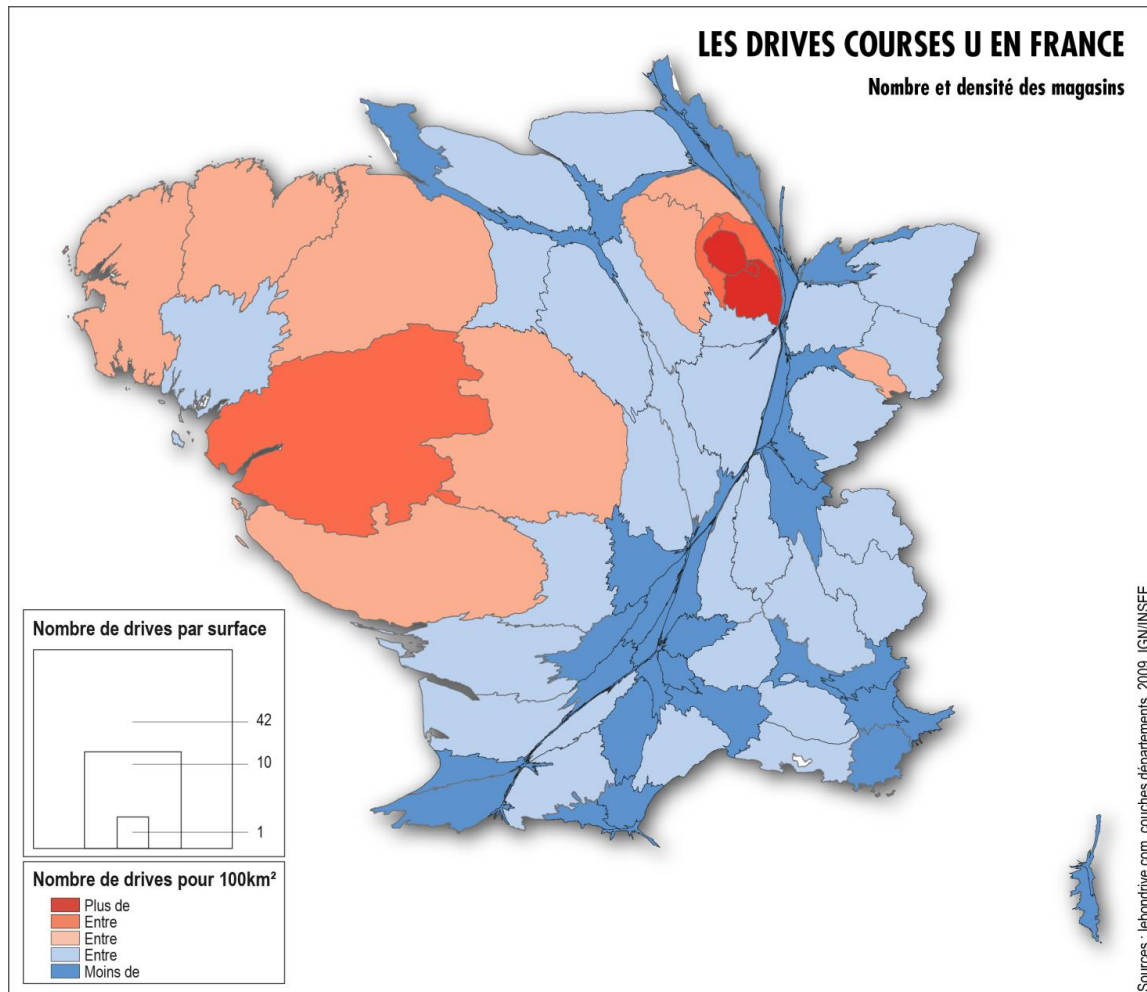 LES DRIVES COURSES U EN FRANCE
Nombre et densité des magasins
Nombre de drives par surface
42
10
1
Nombre de drives pour 100km²
Plus de
Entre
Entre
Entre
Moins de
Sources : lebondrive.com, couches départements, 2009, IGN/INSEE